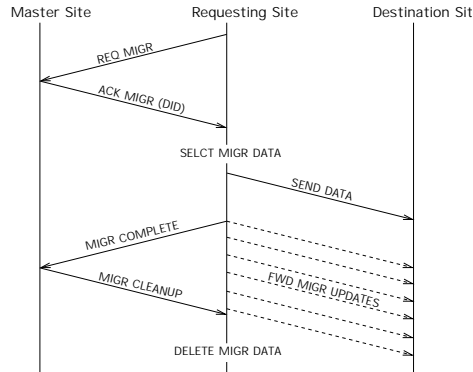 Master Site
Requesting Site
Destination Sit
REQ MIGR
ACK MIGR (DID)
SELCT MIGR DATA
SEND DATA
MIGR COMPLETE
MIGR CLEANUP
FWD MIGR UPDATES
DELETE MIGR DATA